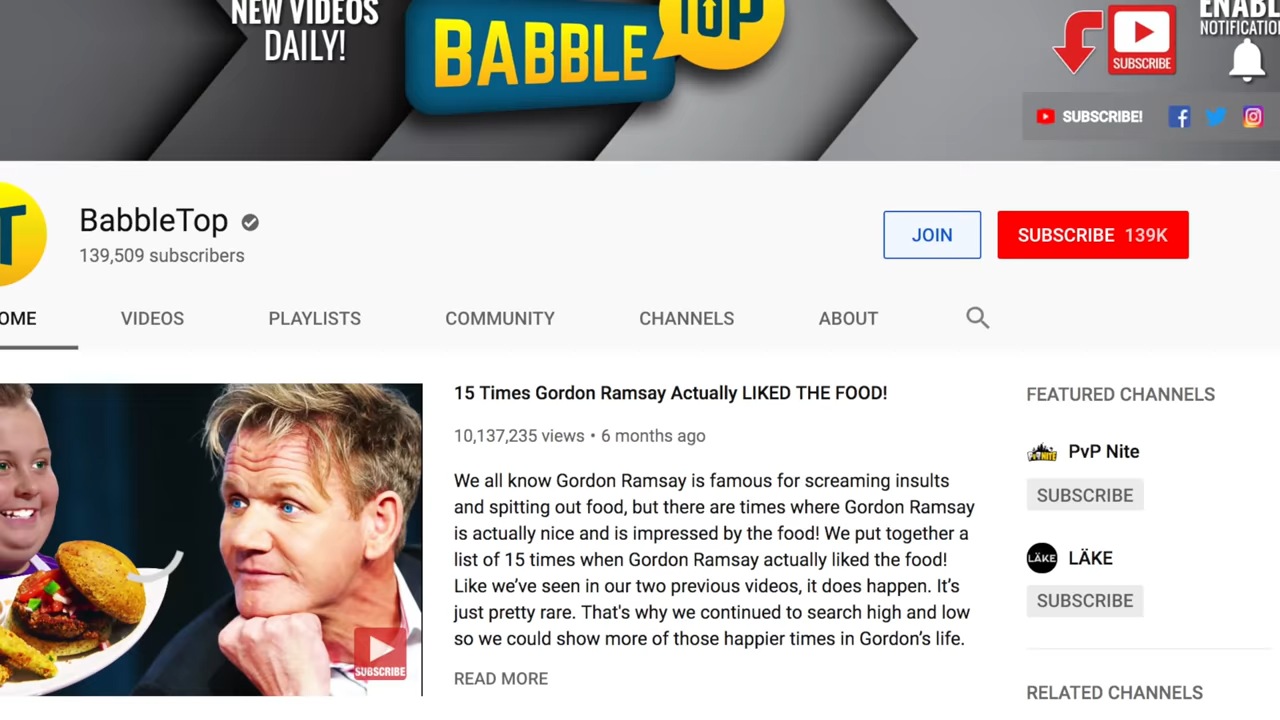 NEW VIDEOS
DAILY!
BABBLE
TOP
SUBSCRIBE
NOTIFICATIO
SUBSCRIBE!
T
BabbleTop
139,509 subscribers
JOIN
SUBSCRIBE 139K
OME
VIDEOS
PLAYLISTS
COMMUNITY
CHANNELS
ABOUT
15 Times Gordon Ramsay Actually LIKED THE FOOD!
10,137,235 views • 6 months ago
We all know Gordon Ramsay is famous for screaming insults
and spitting out food, but there are times where Gordon Ramsay
is actually nice and is impressed by the food! We put together a
list of 15 times when Gordon Ramsay actually liked the food!
Like we’ve seen in our two previous videos, it does happen. It’s
just pretty rare. That's why we continued to search high and low
so we could show more of those happier times in Gordon’s life.
READ MORE
SUBSCRIBE
FEATURED CHANNELS
PvP Nite
SUBSCRIBE
LÄKE
LÄKE
SUBSCRIBE
RELATED CHANNELS